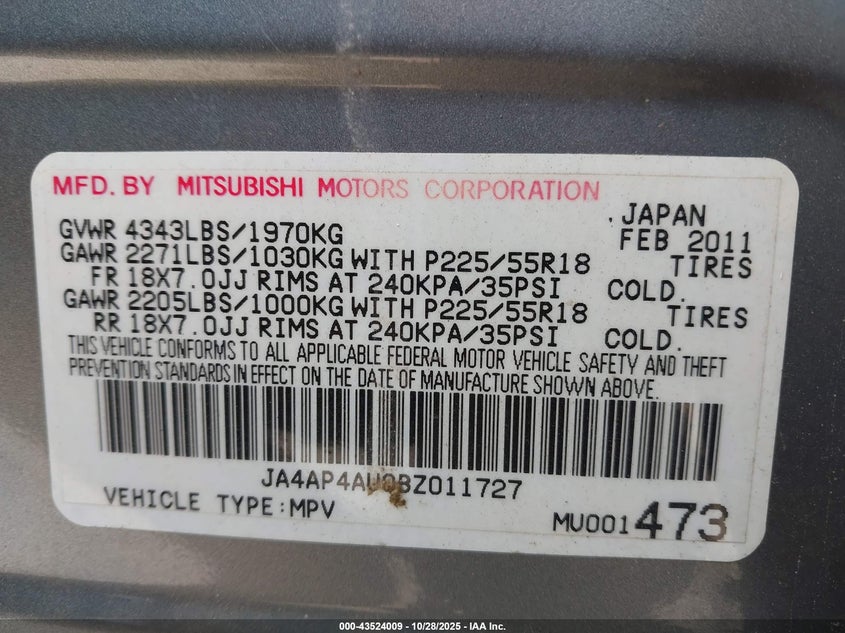 MFD. BY MITSUBISHI MOTORS CORPORATION
JAPAN
GVWR 4343LBS/1970KG FEB 2011
GAWR 2271LBS/1030KG WITH P225/55R18 TIRES
FR 18X7.0JJ RIMS AT 240KPA/35PSI COLD.
GAWR 2205LBS/1000KG WITH P225/55R18 TIRES
RR 18X7.0JJ RIMS AT 240KPA/35PSI COLD.
THIS VEHICLE CONFORMS TO ALL APPLICABLE FEDERAL MOTOR VEHICLE SAFETY AND THEFT
PREVENTION STANDARDS IN EFFECT ON THE DATE OF MANUFACTURE SHOWN ABOVE.
JA4AP4AU0BZ011727
VEHICLE TYPE:MPV MU001473
000-43524009 - 10/28/2025 - IAA Inc.